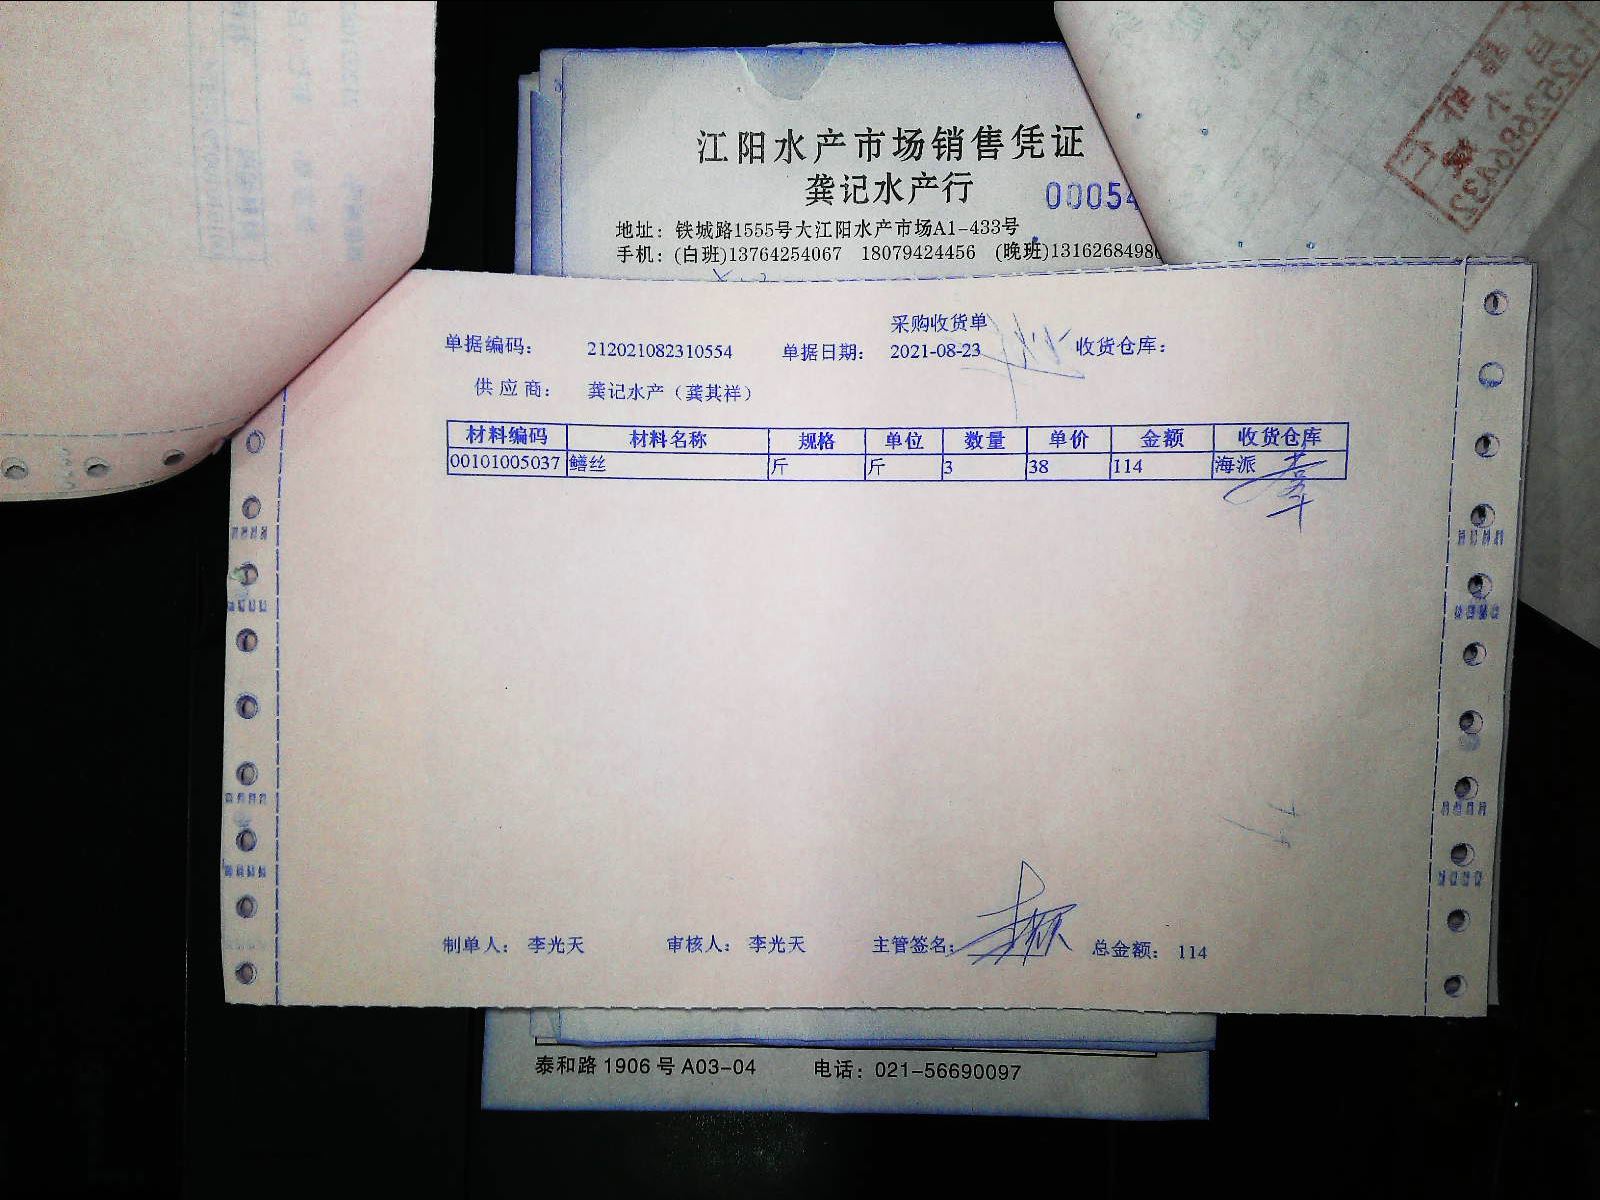 江阳水产市场销售凭证
龚记水产行 00054
地址：铁城路1555号大江阳水产市场A1-433号
手机：(白班)13764254067 18079424456 (晚班)1316268498
采购收货单
单据编码： 212021082310554 单据日期： 2021-08-23 收货仓库：
供应商： 龚记水产（龚其祥）
材料编码 材料名称 规格 单位 数量 单价 金额 收货仓库
00101005037 鳝丝 斤 斤 3 38 114 海派
制单人： 李光天 审核人： 李光天 主管签名： 总金额： 114
泰和路1906号A03-04 电话：021-56690097